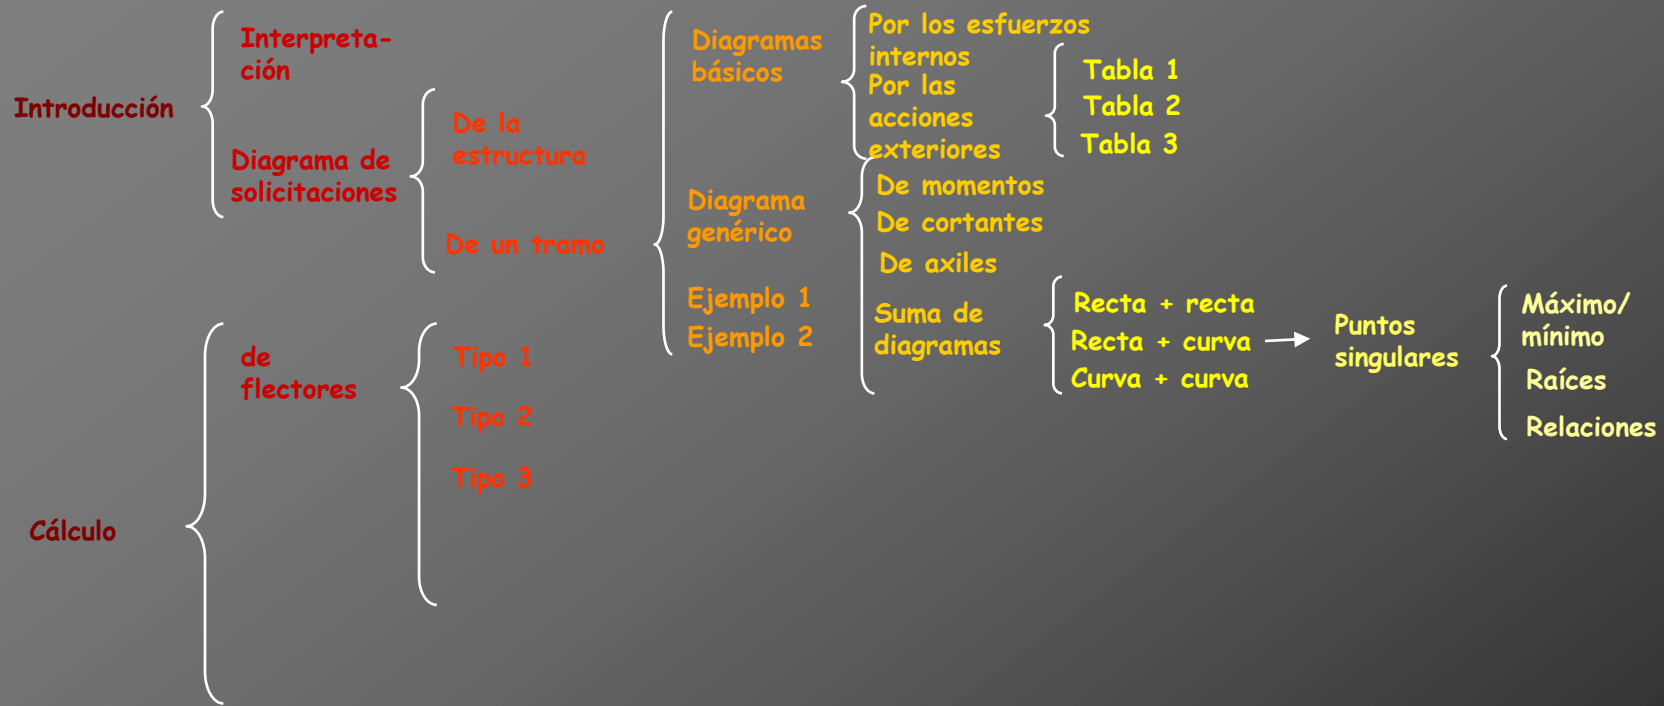 Introducción
Interpreta-
ción
Diagrama de
solicitaciones
De la
estructura
De un tramo
Diagramas
básicos
Por los esfuerzos
internos
Por las
acciones
exteriores
Tabla 1
Tabla 2
Tabla 3
Diagrama
genérico
De momentos
De cortantes
De axiles
Suma de
diagramas
Recta + recta
Recta + curva
Curva + curva
Puntos
singulares
Máximo/
mínimo
Raíces
Relaciones
Ejemplo 1
Ejemplo 2
Cálculo
de
flectores
Tipo 1
Tipo 2
Tipo 3